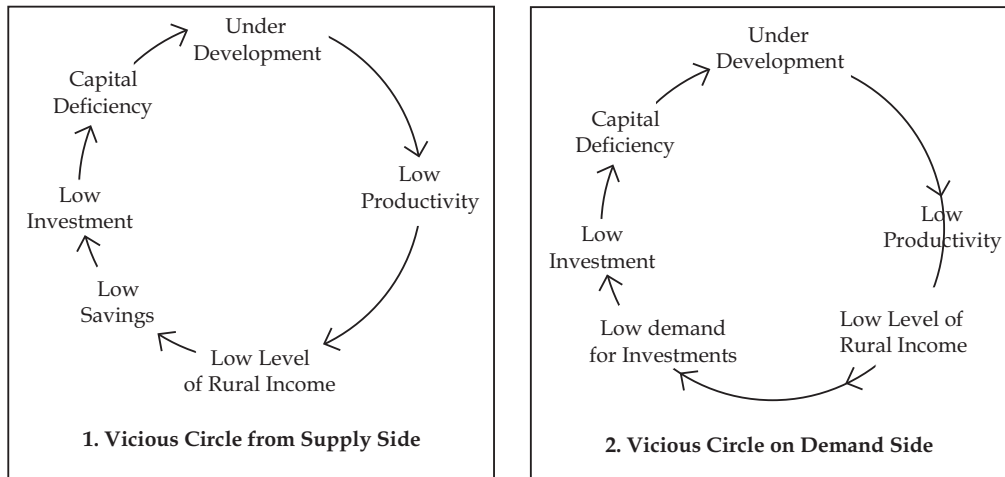 Under
Development
Low
Productivity
Low Level
of Rural Income
Low
Savings
Low
Investment
Capital
Deficiency
1. Vicious Circle from Supply Side
Under
Development
Low
Productivity
Low Level of
Rural Income
Low demand
for Investments
Low
Investment
Capital
Deficiency
2. Vicious Circle on Demand Side